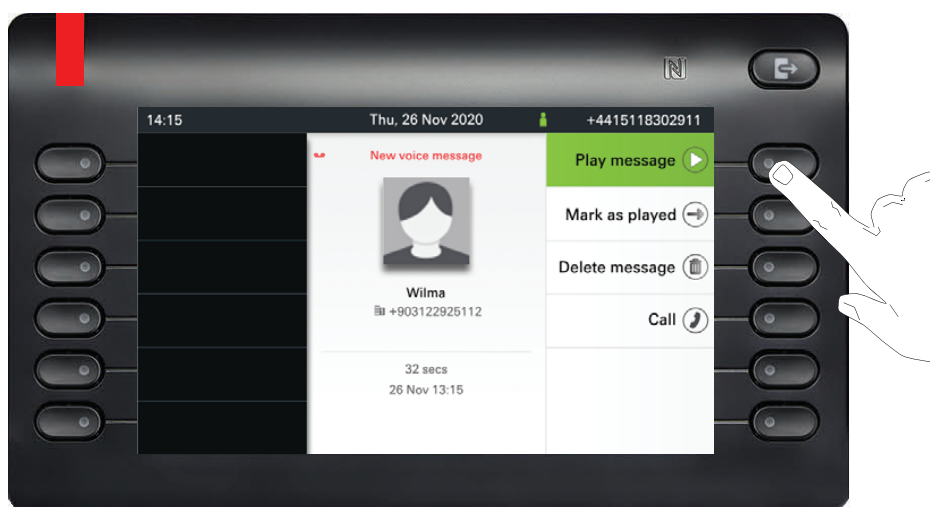 14:15
Thu, 26 Nov 2020
+4415118302911
New voice message
Wilma
+903122925112
32 secs
26 Nov 13:15
Play message
Mark as played
Delete message
Call